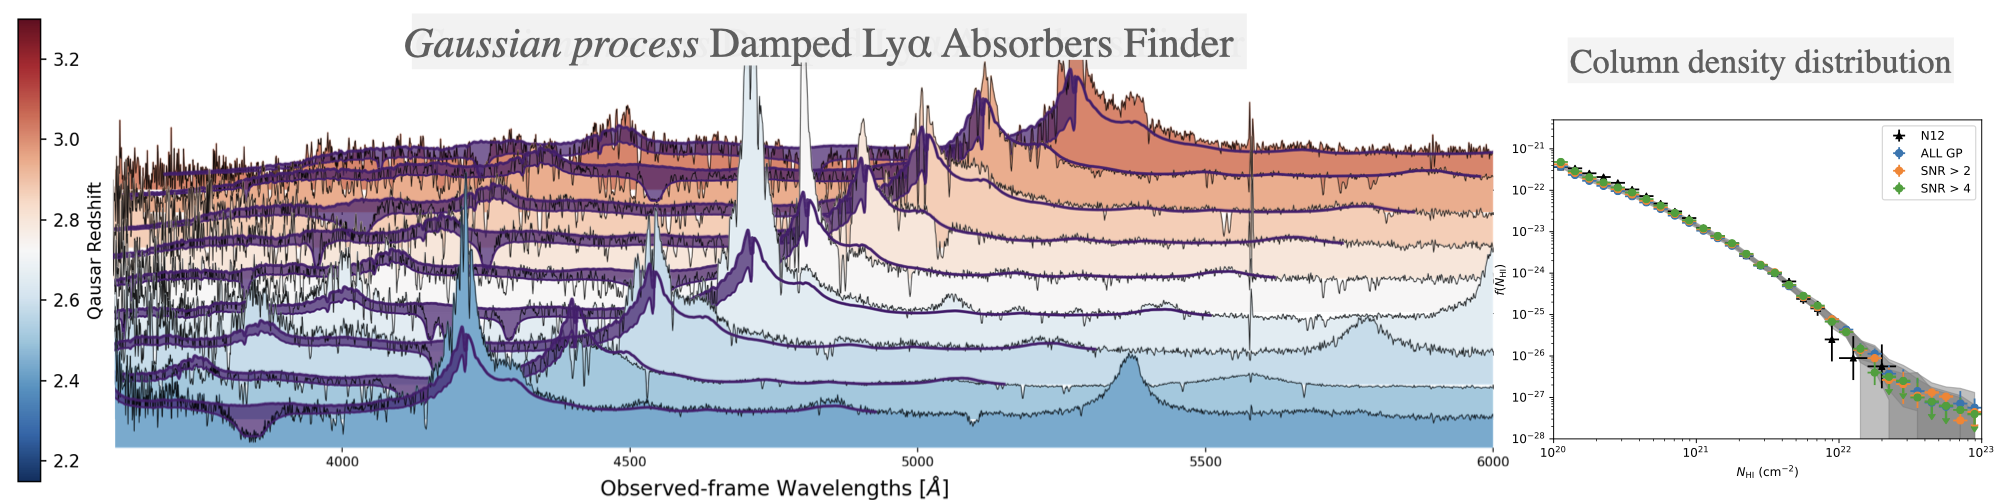 Gaussian process Damped Lyα Absorbers Finder
Column density distribution
3.2
3.0
2.8
2.6
2.4
2.2
Qausar Redshift
4000
4500
5000
5500
6000
Observed-frame Wavelengths [Å]
N12
ALL GP
SNR > 2
SNR > 4
10⁻²¹
10⁻²²
10⁻²³
10⁻²⁴
10⁻²⁵
10⁻²⁶
10⁻²⁷
10⁻²⁸
f(N_HI)
10²⁰
10²¹
10²²
10²³
N_HI (cm⁻²)